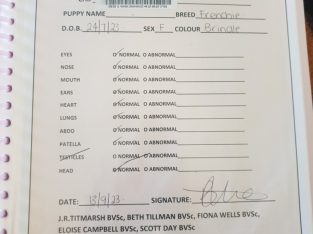 PUPPY NAME BREED Frenchie
D.O.B. 24/7/23 SEX F COLOUR Brindle
EYES O NORMAL O ABNORMAL
NOSE O NORMAL O ABNORMAL
MOUTH O NORMAL O ABNORMAL
EARS O NORMAL O ABNORMAL
HEART O NORMAL O ABNORMAL
LUNGS O NORMAL O ABNORMAL
ABDO O NORMAL O ABNORMAL
PATELLA O NORMAL O ABNORMAL
TESTICLES O NORMAL O ABNORMAL
HEAD O NORMAL O ABNORMAL
DATE: 13/9/23 SIGNATURE:
J.R.TITMARSH BVSc, BETH TILLMAN BVSc, FIONA WELLS BVSc,
ELOISE CAMPBELL BVSc, SCOTT DAY BVSc